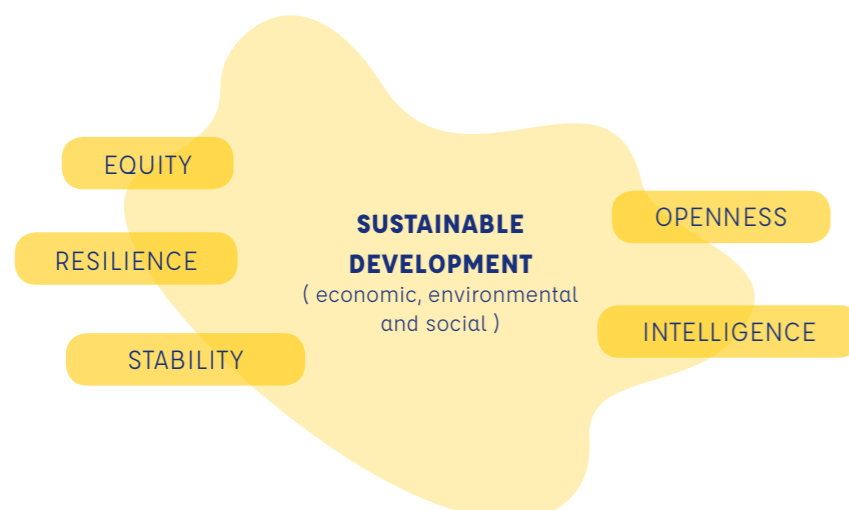 EQUITY
RESILIENCE
STABILITY
SUSTAINABLE
DEVELOPMENT
( economic, environmental
and social )
OPENNESS
INTELLIGENCE